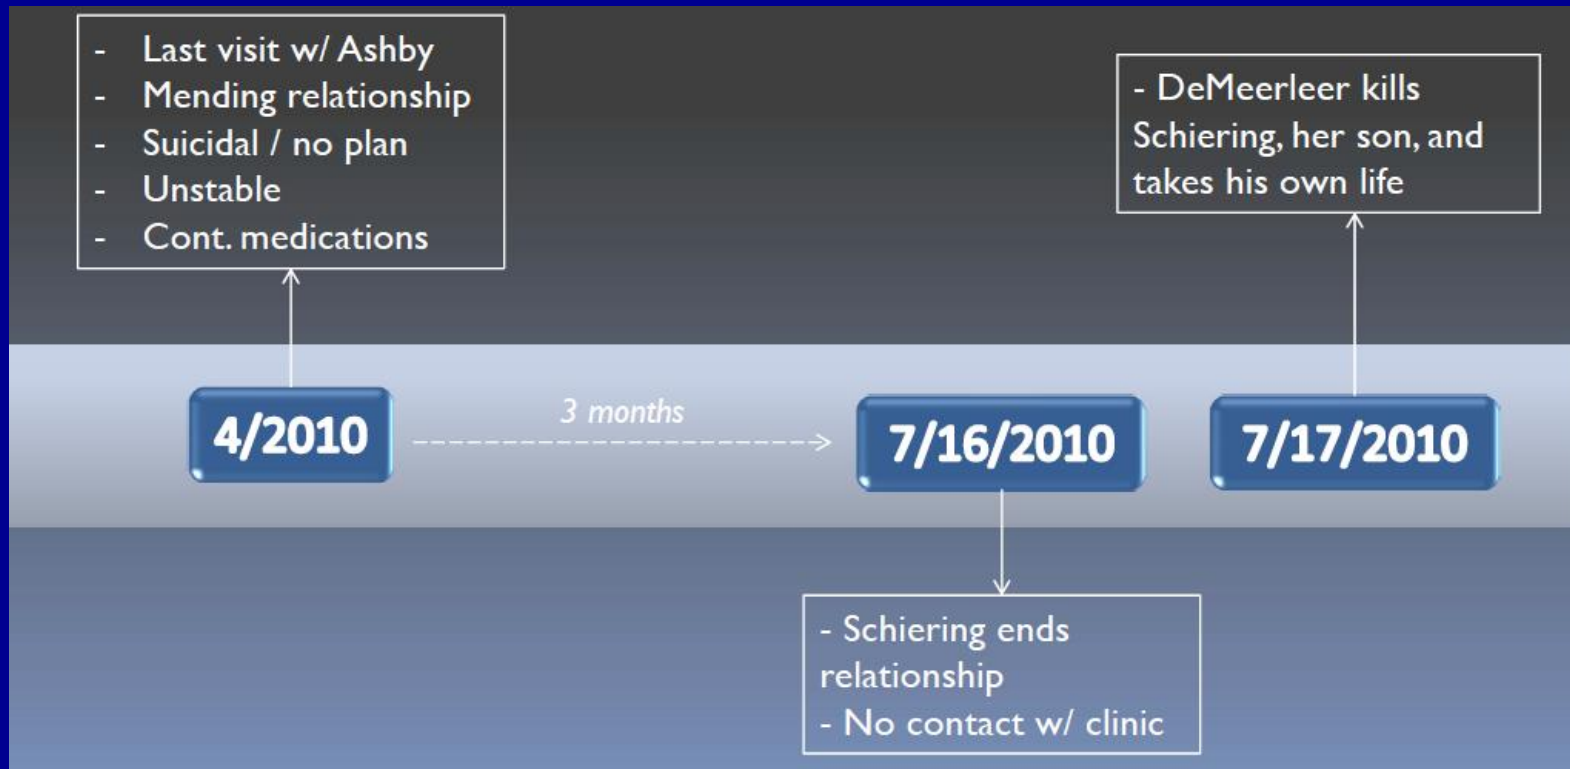 - Last visit w/ Ashby
- Mending relationship
- Suicidal / no plan
- Unstable
- Cont. medications
- DeMeerleer kills
Schiering, her son, and
takes his own life
4/2010
3 months
7/16/2010
7/17/2010
- Schiering ends
relationship
- No contact w/ clinic